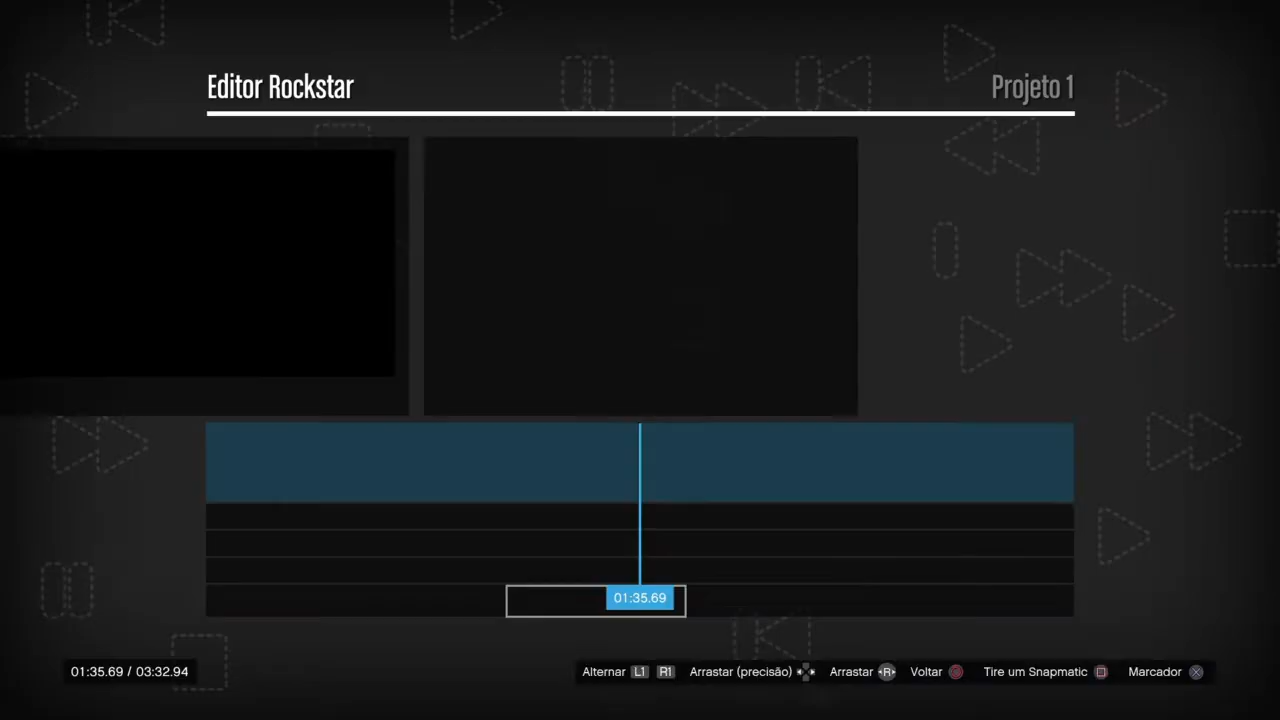 Editor Rockstar
Projeto 1
01:35.69
01:35.69 / 03:32.94
Alternar L1 R1 Arrastar (precisão) Arrastar R Voltar Tire um Snapmatic Marcador